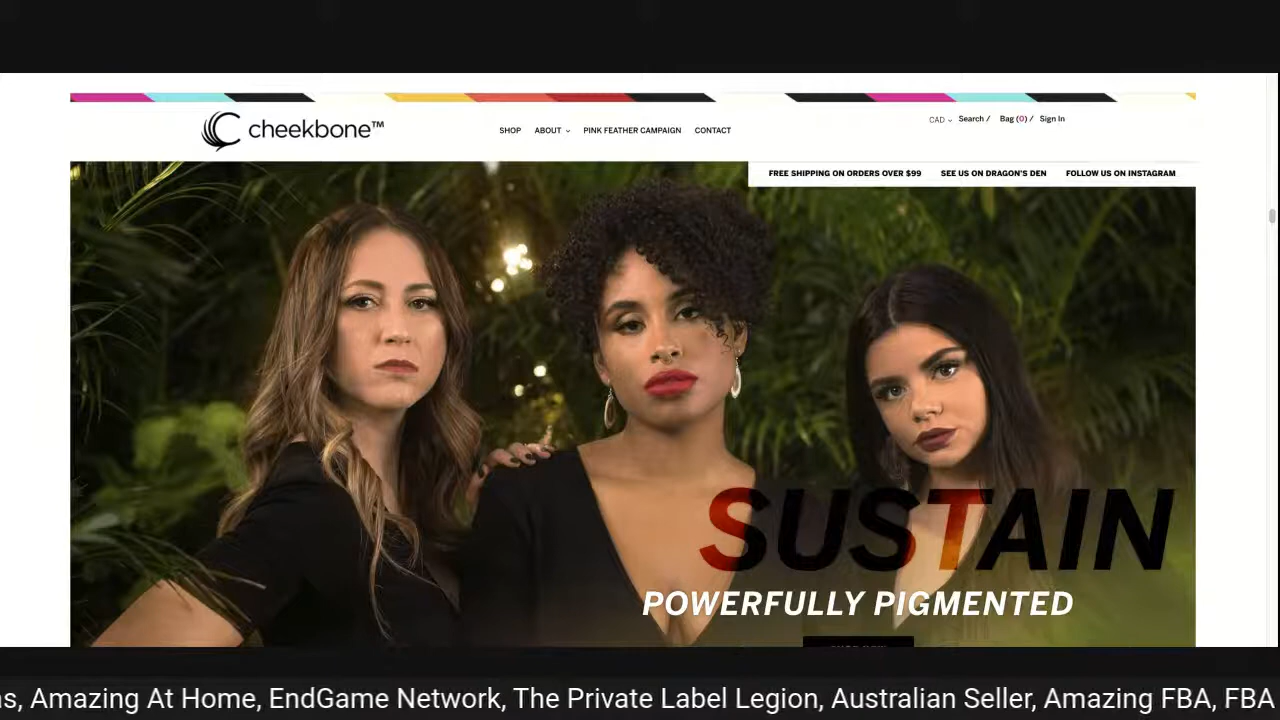 cheekbone™
SHOP ABOUT PINK FEATHER CAMPAIGN CONTACT
CAD Search / Bag (0) / Sign In
FREE SHIPPING ON ORDERS OVER $99 SEE US ON DRAGON'S DEN FOLLOW US ON INSTAGRAM
SUSTAIN
POWERFULLY PIGMENTED
Amazing At Home, EndGame Network, The Private Label Legion, Australian Seller, Amazing FBA, FBA